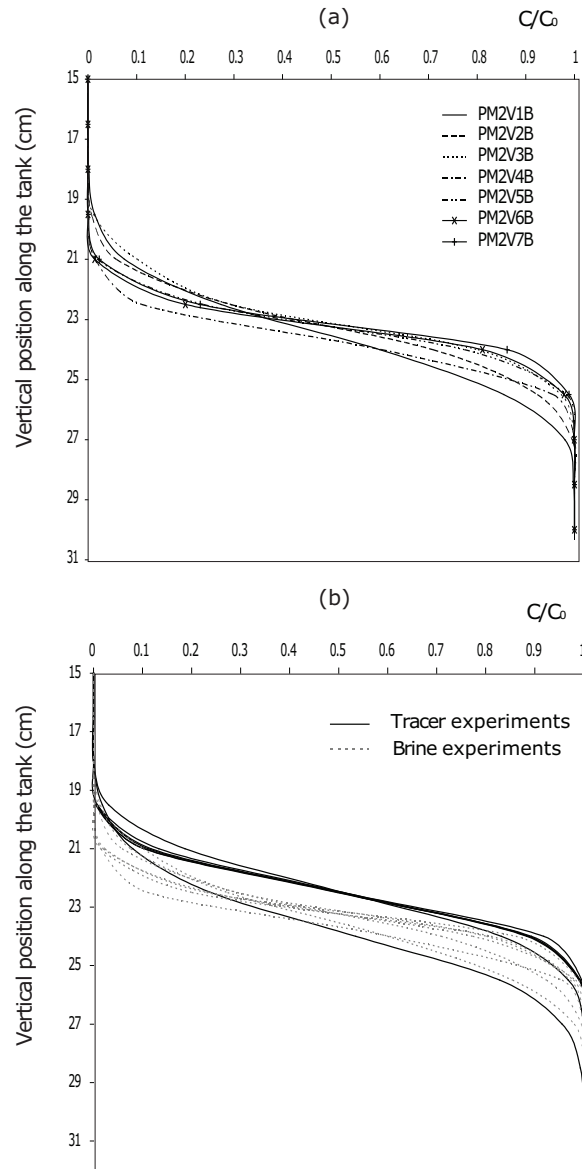 (a)
C/C₀
0 0.1 0.2 0.3 0.4 0.5 0.6 0.7 0.8 0.9 1
Vertical position along the tank (cm)
15
17
19
21
23
25
27
29
31
PM2V1B
PM2V2B
PM2V3B
PM2V4B
PM2V5B
PM2V6B
PM2V7B
(b)
C/C₀
0 0.1 0.2 0.3 0.4 0.5 0.6 0.7 0.8 0.9 1
Vertical position along the tank (cm)
15
17
19
21
23
25
27
29
31
Tracer experiments
Brine experiments